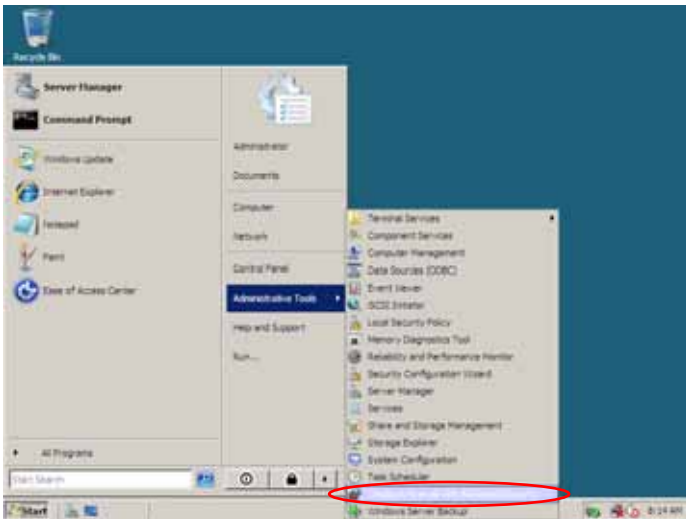 Recycle Bin
Server Manager
Command Prompt
Windows Update
Internet Explorer
Notepad
Paint
Ease of Access Center
All Programs
Start Search
Administrator
Documents
Computer
Network
Control Panel
Administrative Tools
Help and Support
Run...
Terminal Services
Component Services
Computer Management
Data Sources (ODBC)
Event Viewer
iSCSI Initiator
Local Security Policy
Memory Diagnostics Tool
Reliability and Performance Monitor
Security Configuration Wizard
Server Manager
Services
Share and Storage Management
Storage Explorer
System Configuration
Task Scheduler
Windows Server Backup
Start
8:14 AM